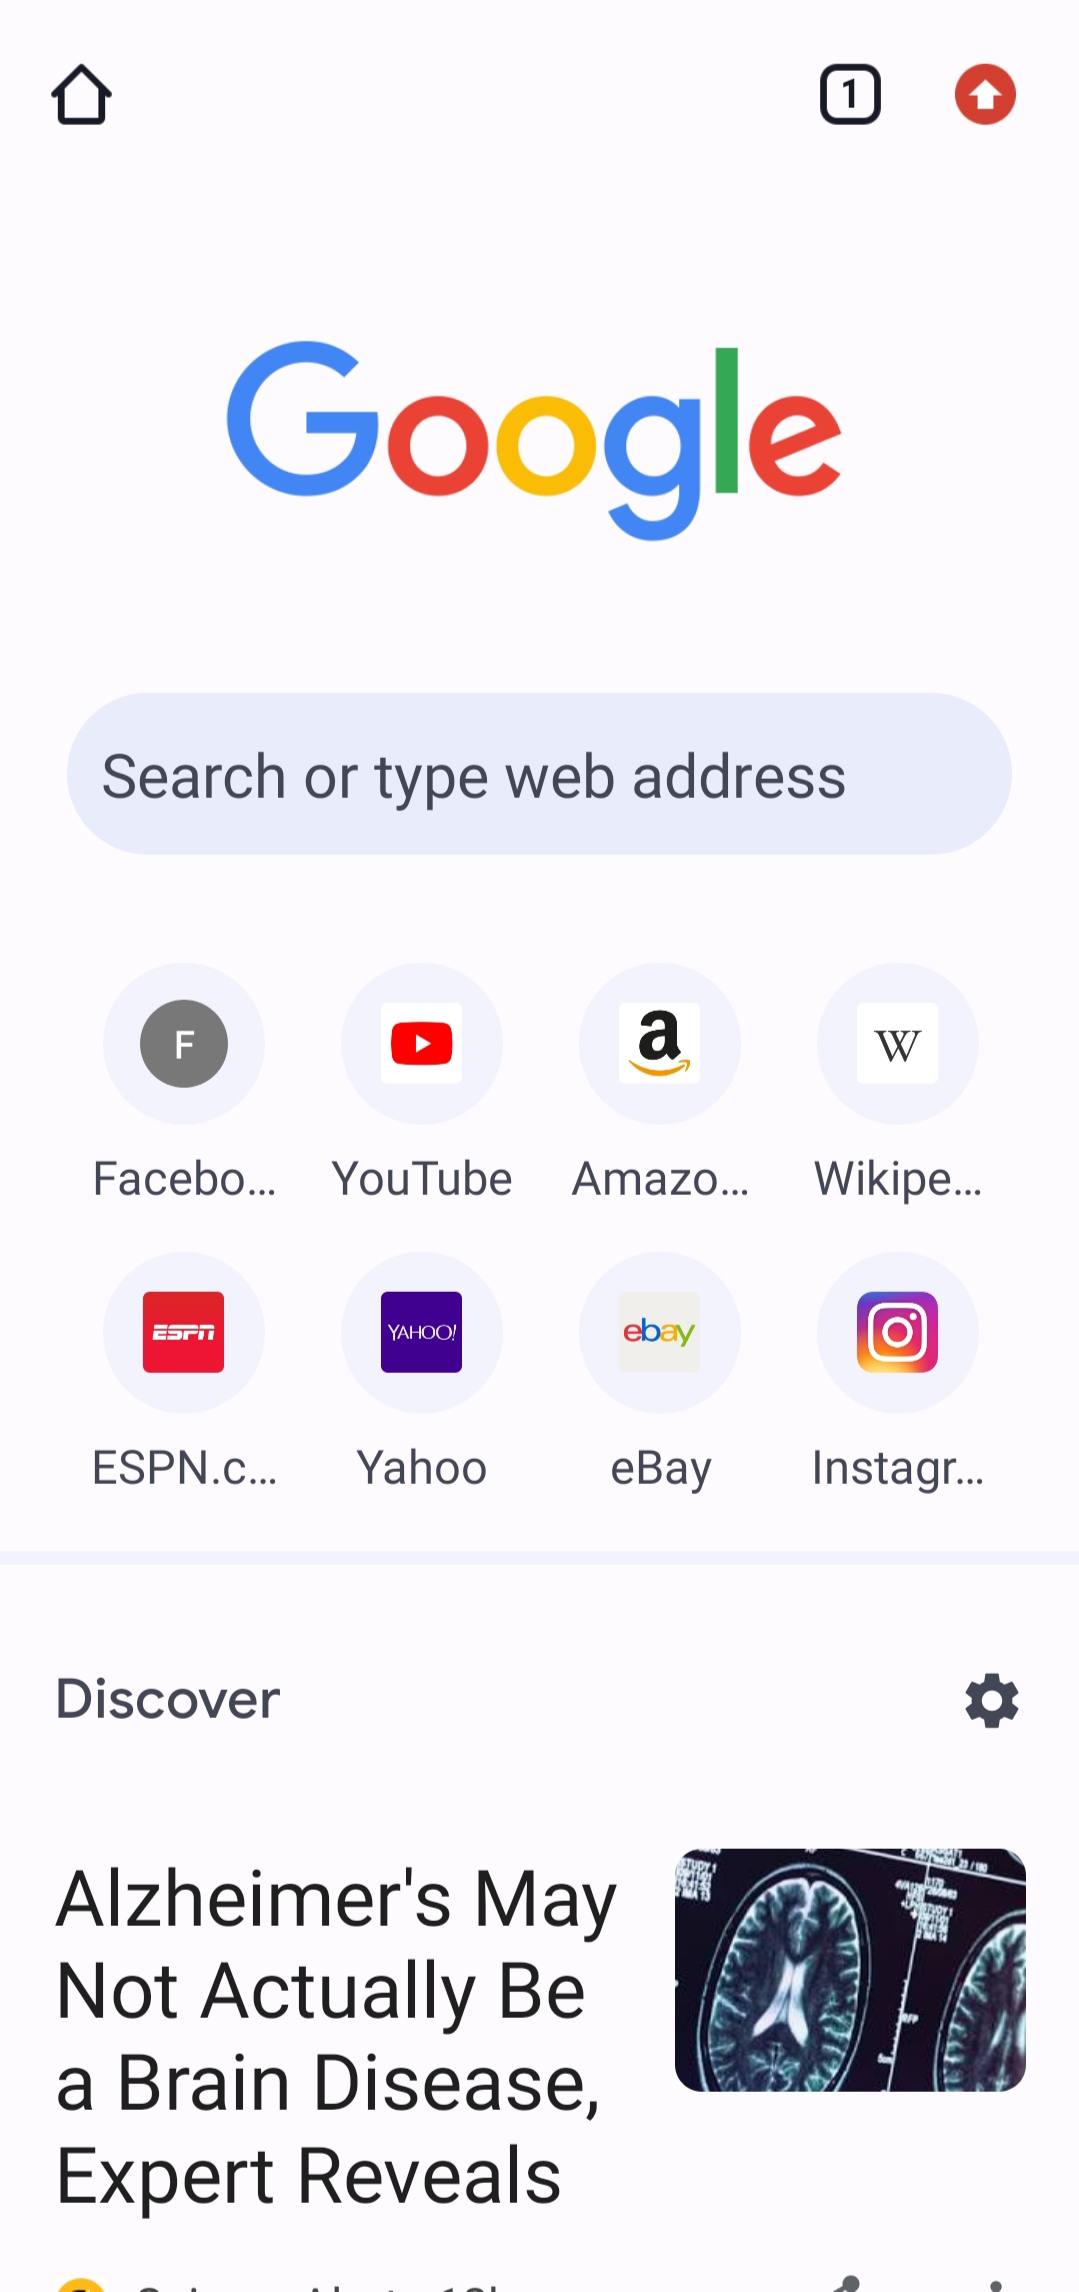 1
Google
Search or type web address
F
a
W
Facebo...
YouTube
Amazo...
Wikipe...
ESPN
YAHOO!
ebay
ESPN.c...
Yahoo
eBay
Instagr...
Discover
Alzheimer's May
Not Actually Be
a Brain Disease,
Expert Reveals